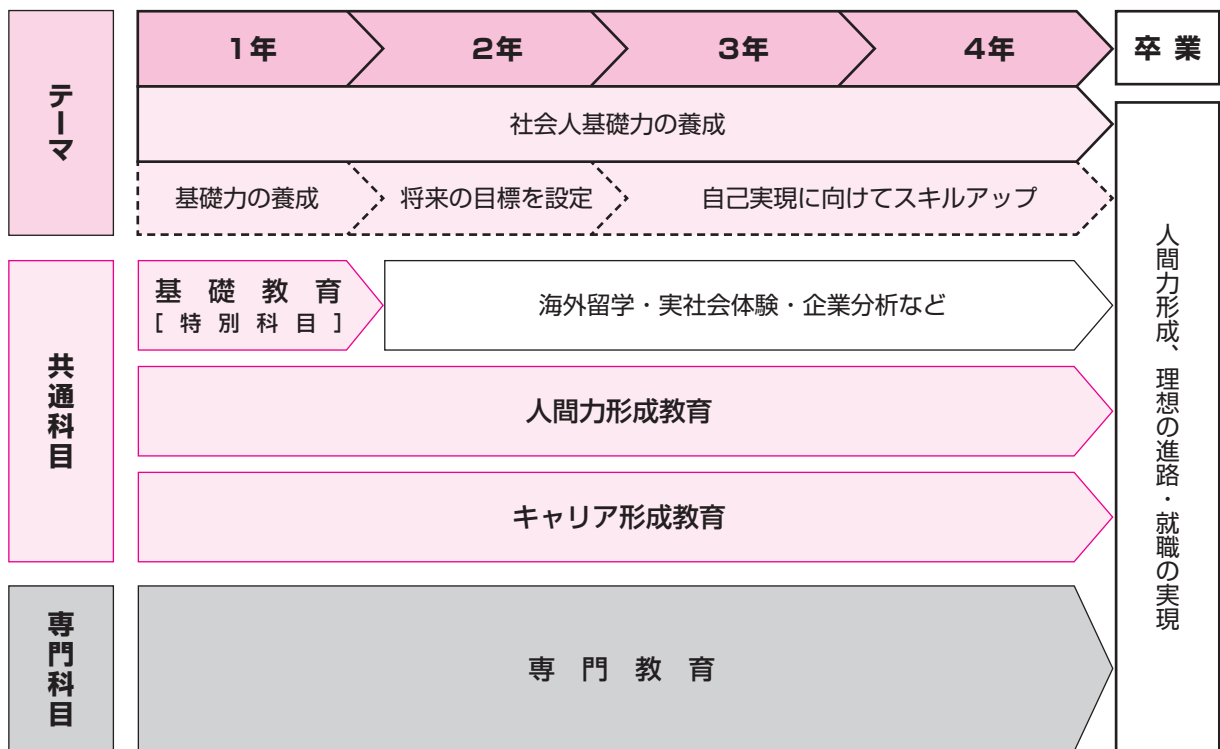 テーマ
1年
2年
3年
4年
卒業
社会人基礎力の養成
基礎力の養成
将来の目標を設定
自己実現に向けてスキルアップ
共通科目
基礎教育
[特別科目]
海外留学・実社会体験・企業分析など
人間力形成教育
キャリア形成教育
専門科目
専門教育
人間力形成、理想の進路・就職の実現